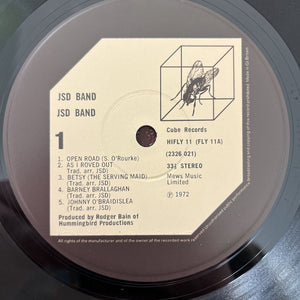 JSD BAND
JSD BAND
1
Cube Records
HIFLY 11 (FLY 11A)
(2326 021)
33⅓ STEREO
Mews Music
Limited
℗ 1972
1. OPEN ROAD (S. O'Rourke)
2. AS I ROVED OUT
Trad. arr. JSD)
3. BETSY (THE SERVING MAID)
(Trad. arr. JSD)
4. BARNEY BRALLAGHAN
(Trad. arr. JSD)
5. JOHNNY O'BRAIDISLEA
(Trad. arr. JSD)
Produced by Rodger Bain of
Hummingbird Productions
All rights of the manufacturer and of the owner of the recorded work